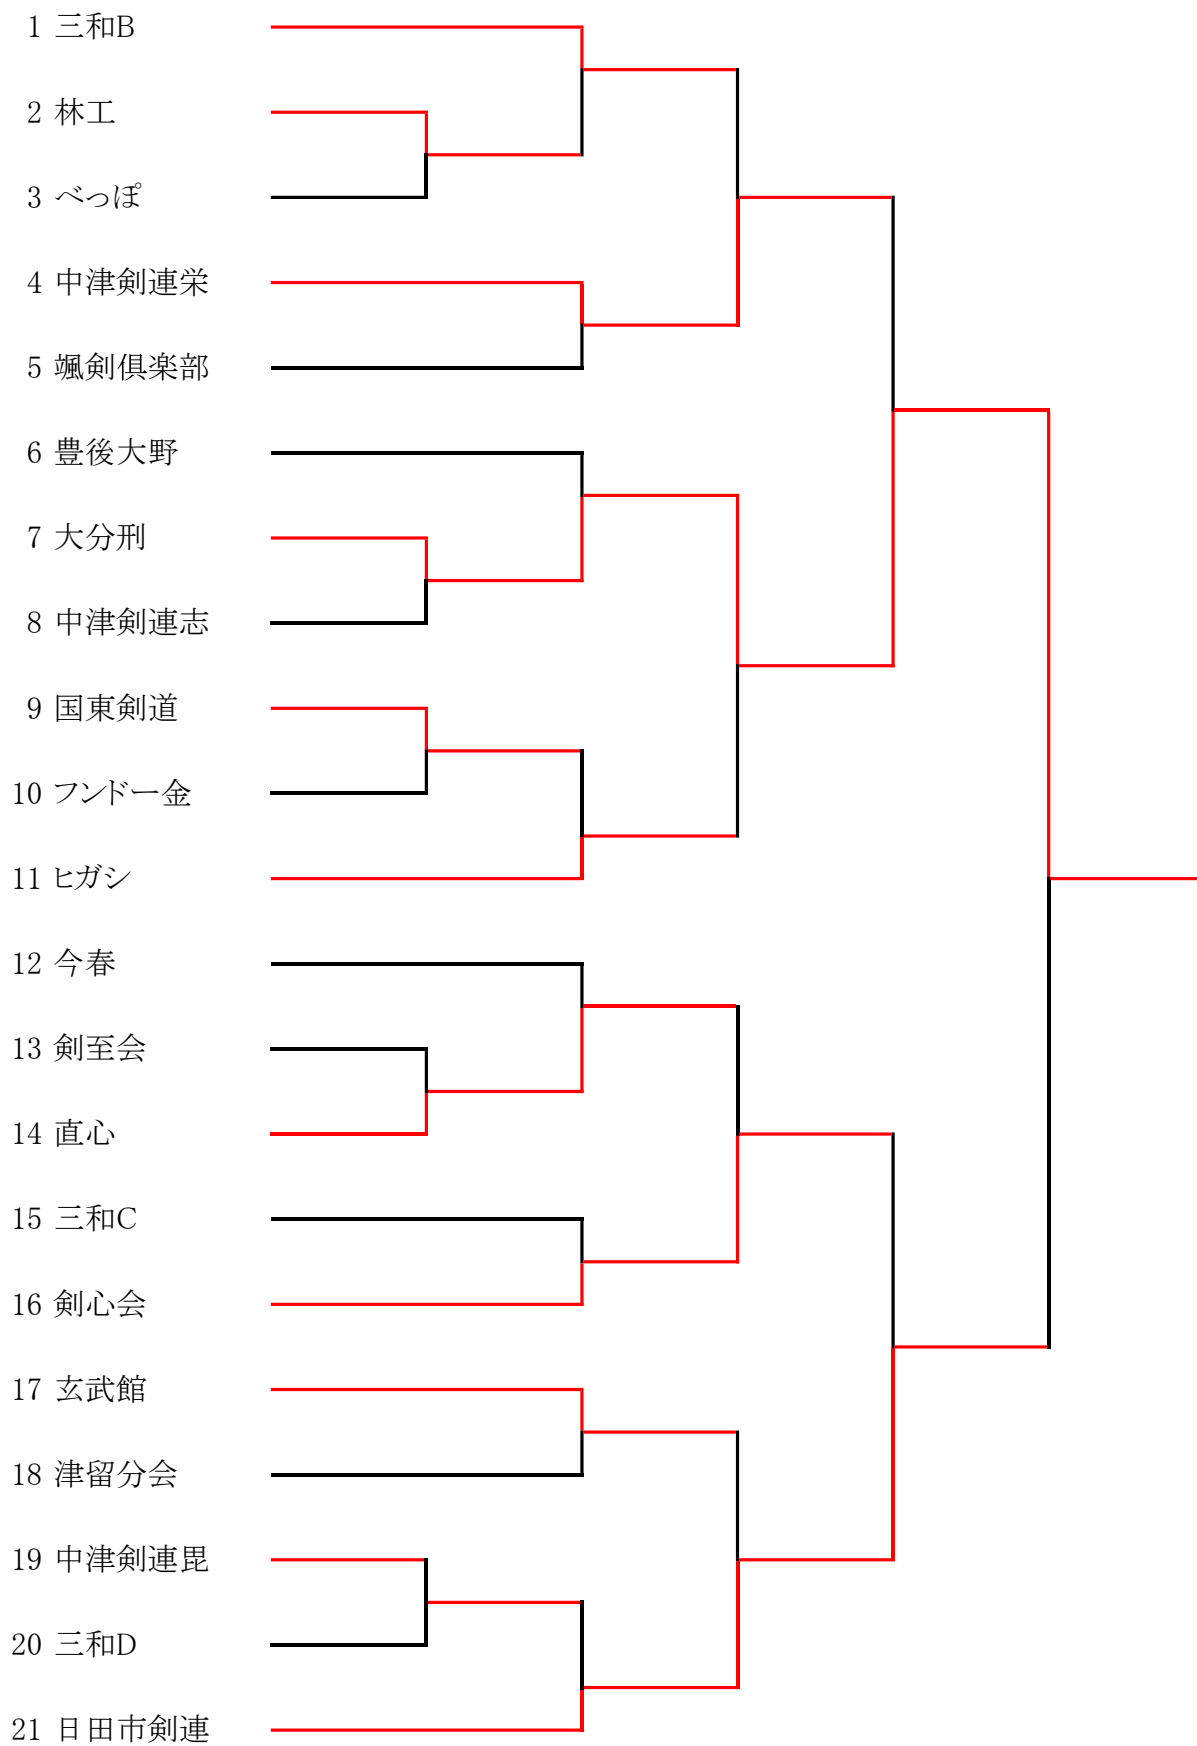 1 三和B
2 林工
3 べっぽ
4 中津剣連栄
5 颯剣倶楽部
6 豊後大野
7 大分刑
8 中津剣連志
9 国東剣道
10 フンドー金
11 ヒガシ
12 今春
13 剣至会
14 直心
15 三和C
16 剣心会
17 玄武館
18 津留分会
19 中津剣連毘
20 三和D
21 日田市剣連